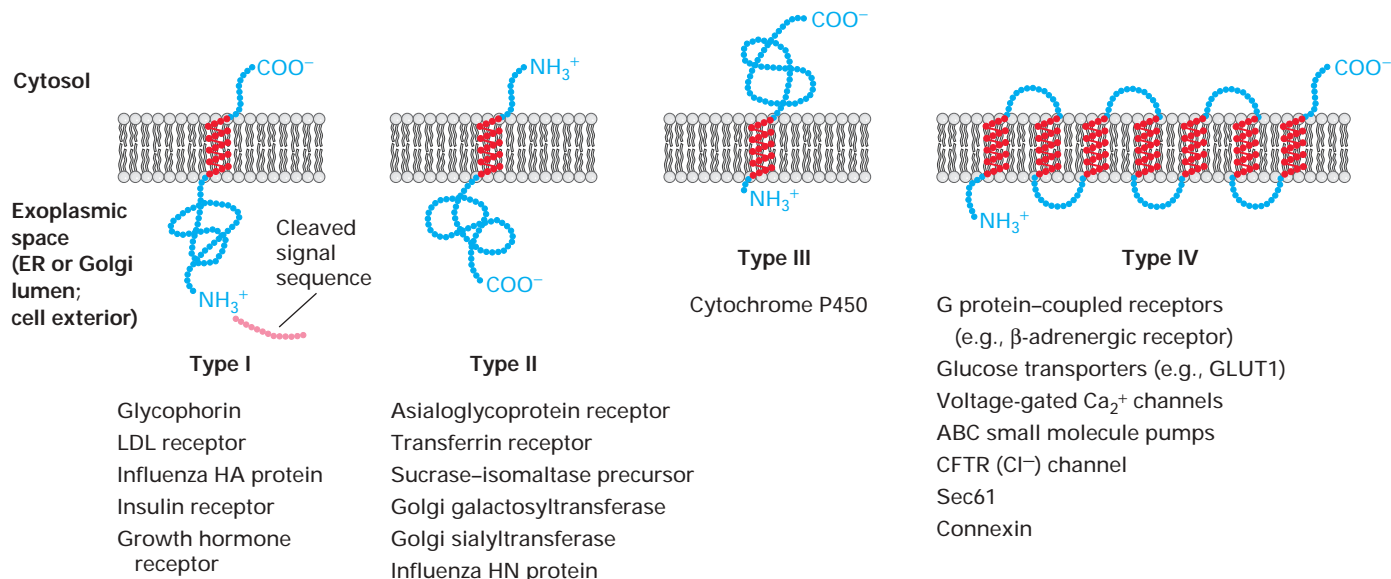 Cytosol
Exoplasmic
space
(ER or Golgi
lumen;
cell exterior)
COO⁻
NH₃⁺
Cleaved
signal
sequence
Type I
Glycophorin
LDL receptor
Influenza HA protein
Insulin receptor
Growth hormone
receptor
NH₃⁺
COO⁻
Type II
Asialoglycoprotein receptor
Transferrin receptor
Sucrase–isomaltase precursor
Golgi galactosyltransferase
Golgi sialyltransferase
Influenza HN protein
COO⁻
NH₃⁺
Type III
Cytochrome P450
COO⁻
NH₃⁺
Type IV
G protein–coupled receptors
(e.g., β-adrenergic receptor)
Glucose transporters (e.g., GLUT1)
Voltage-gated Ca₂⁺ channels
ABC small molecule pumps
CFTR (Cl⁻) channel
Sec61
Connexin